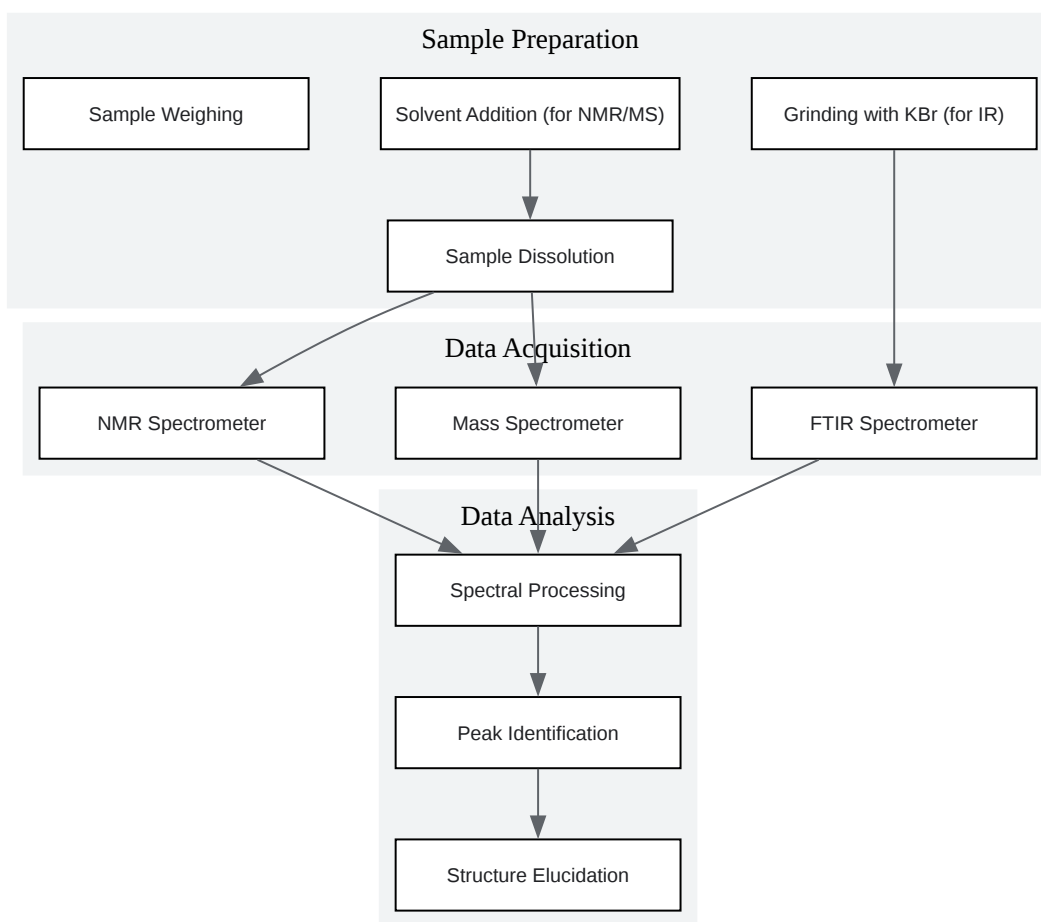 Sample Preparation
Sample Weighing
Solvent Addition (for NMR/MS)
Grinding with KBr (for IR)
Sample Dissolution
Data Acquisition
NMR Spectrometer
Mass Spectrometer
FTIR Spectrometer
Data Analysis
Spectral Processing
Peak Identification
Structure Elucidation